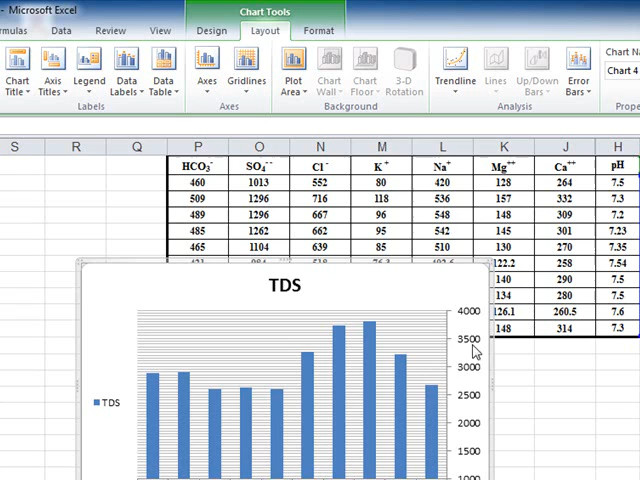 - Microsoft Excel
Chart Tools
rmulas Data Review View Design Layout Format
Chart Title Axis Titles Legend Data Labels Data Table Axes Gridlines Plot Area Chart Wall Chart Floor 3-D Rotation Trendline Lines Up/Down Bars Error Bars
Chart Na
Chart 4
Labels Axes Background Analysis Prope
S R Q P O N M L K J H
HCO3- SO4-- Cl- K+ Na+ Mg++ Ca++ pH
460 1013 552 80 420 128 264 7.5
509 1296 716 118 536 157 332 7.3
489 1296 667 96 548 148 309 7.2
485 1262 662 95 542 145 301 7.23
465 1104 639 85 510 130 270 7.35
122.2 258 7.54
140 290 7.5
134 280 7.5
126.1 260.5 7.6
148 314 7.3
TDS
4000
3500
3000
2500
2000
1500
1000
TDS